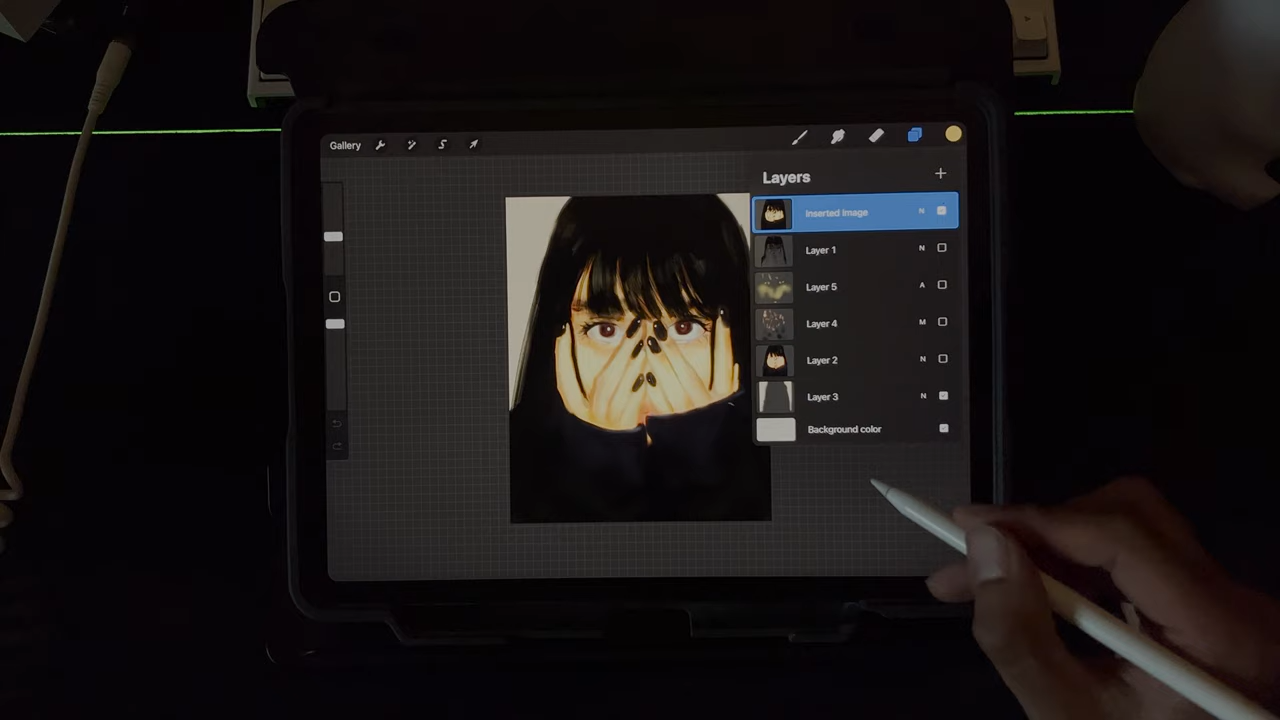 Gallery
Layers
Inserted Image N
Layer 1 N
Layer 5 A
Layer 4 M
Layer 2 N
Layer 3 N
Background color